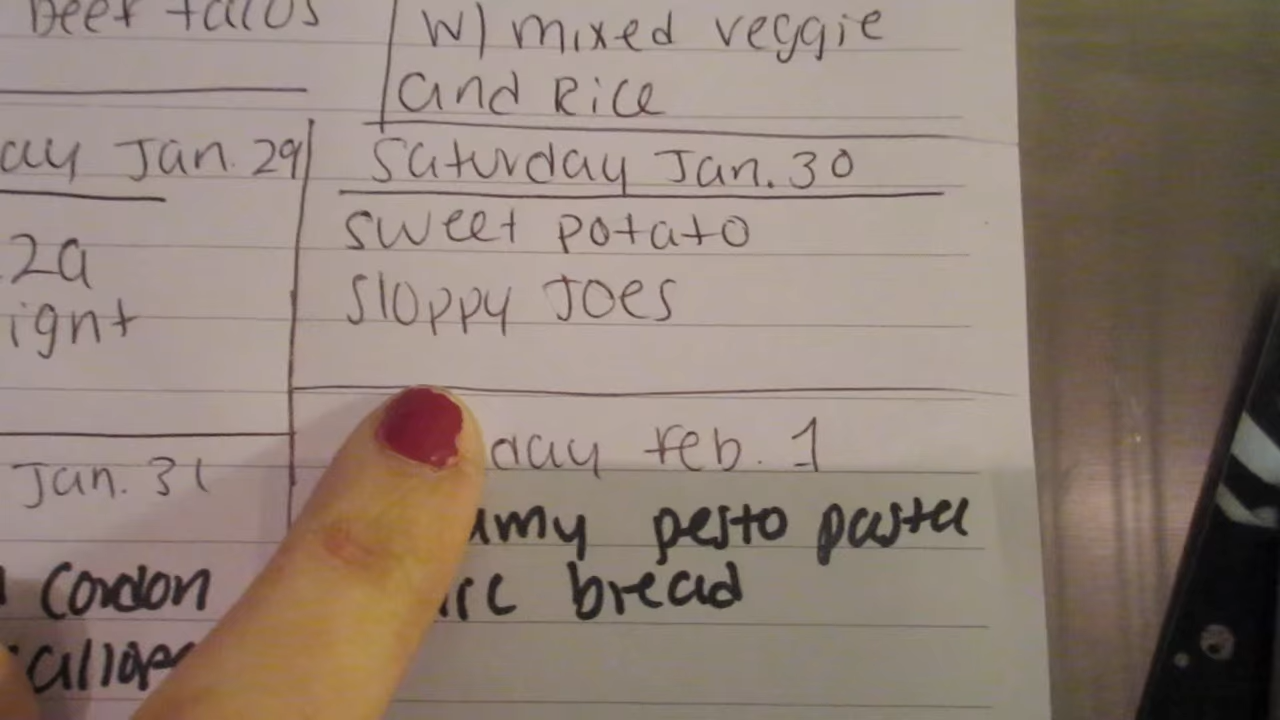 Beef tacos
W/ mixed veggie
and Rice
Jan. 29
Saturday Jan. 30
sweet potato
sloppy Joes
Jan. 31
Cordon
day Feb. 1
pesto pasta
bread